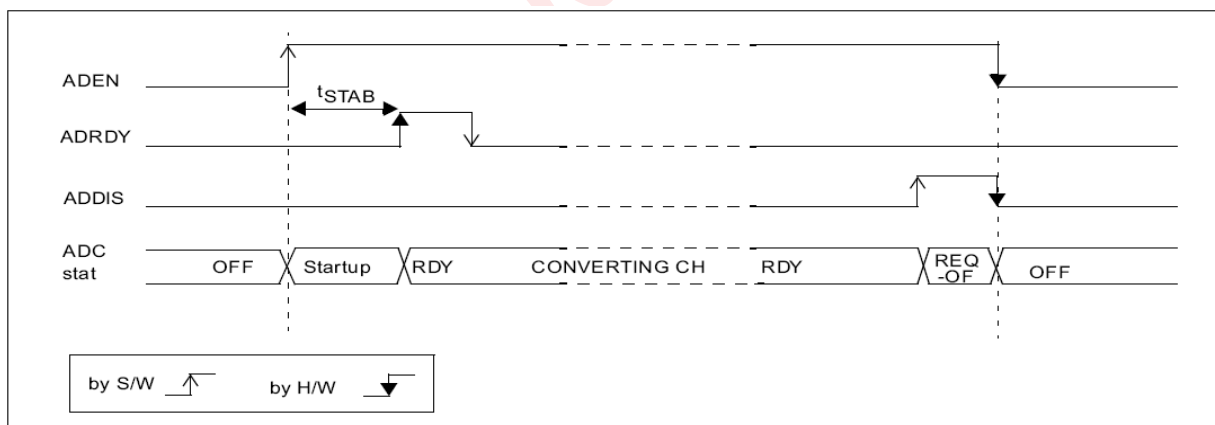 ADEN
tSTAB
ADRDY
ADDIS
ADC
stat
OFF
Startup
RDY
CONVERTING CH
RDY
REQ
-OF
OFF
by S/W
by H/W